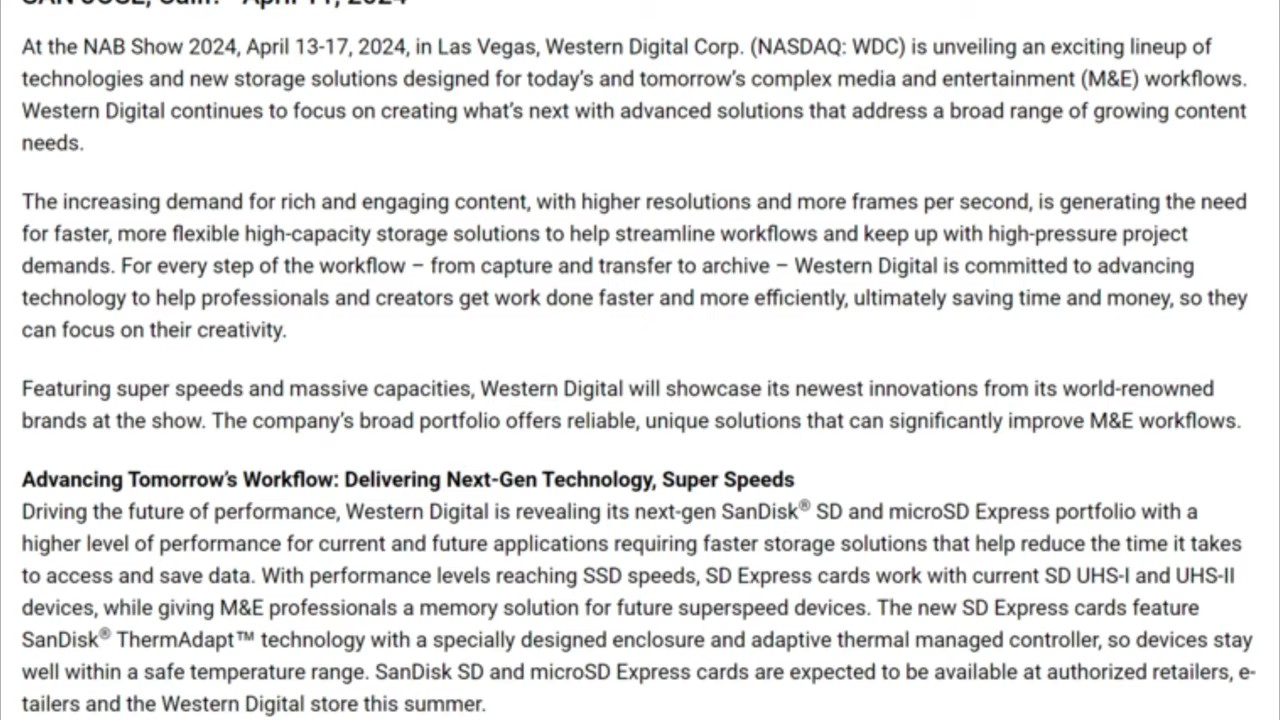 SAN JOSE, Calif. - April 11, 2024
At the NAB Show 2024, April 13-17, 2024, in Las Vegas, Western Digital Corp. (NASDAQ: WDC) is unveiling an exciting lineup of
technologies and new storage solutions designed for today's and tomorrow's complex media and entertainment (M&E) workflows.
Western Digital continues to focus on creating what's next with advanced solutions that address a broad range of growing content
needs.
The increasing demand for rich and engaging content, with higher resolutions and more frames per second, is generating the need
for faster, more flexible high-capacity storage solutions to help streamline workflows and keep up with high-pressure project
demands. For every step of the workflow – from capture and transfer to archive – Western Digital is committed to advancing
technology to help professionals and creators get work done faster and more efficiently, ultimately saving time and money, so they
can focus on their creativity.
Featuring super speeds and massive capacities, Western Digital will showcase its newest innovations from its world-renowned
brands at the show. The company's broad portfolio offers reliable, unique solutions that can significantly improve M&E workflows.
Advancing Tomorrow's Workflow: Delivering Next-Gen Technology, Super Speeds
Driving the future of performance, Western Digital is revealing its next-gen SanDisk® SD and microSD Express portfolio with a
higher level of performance for current and future applications requiring faster storage solutions that help reduce the time it takes
to access and save data. With performance levels reaching SSD speeds, SD Express cards work with current SD UHS-I and UHS-II
devices, while giving M&E professionals a memory solution for future superspeed devices. The new SD Express cards feature
SanDisk® ThermAdapt™ technology with a specially designed enclosure and adaptive thermal managed controller, so devices stay
well within a safe temperature range. SanDisk SD and microSD Express cards are expected to be available at authorized retailers, e-
tailers and the Western Digital store this summer.